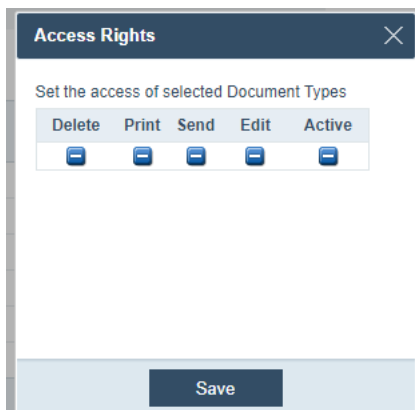 Access Rights
Set the access of selected Document Types
Delete Print Send Edit Active
Save